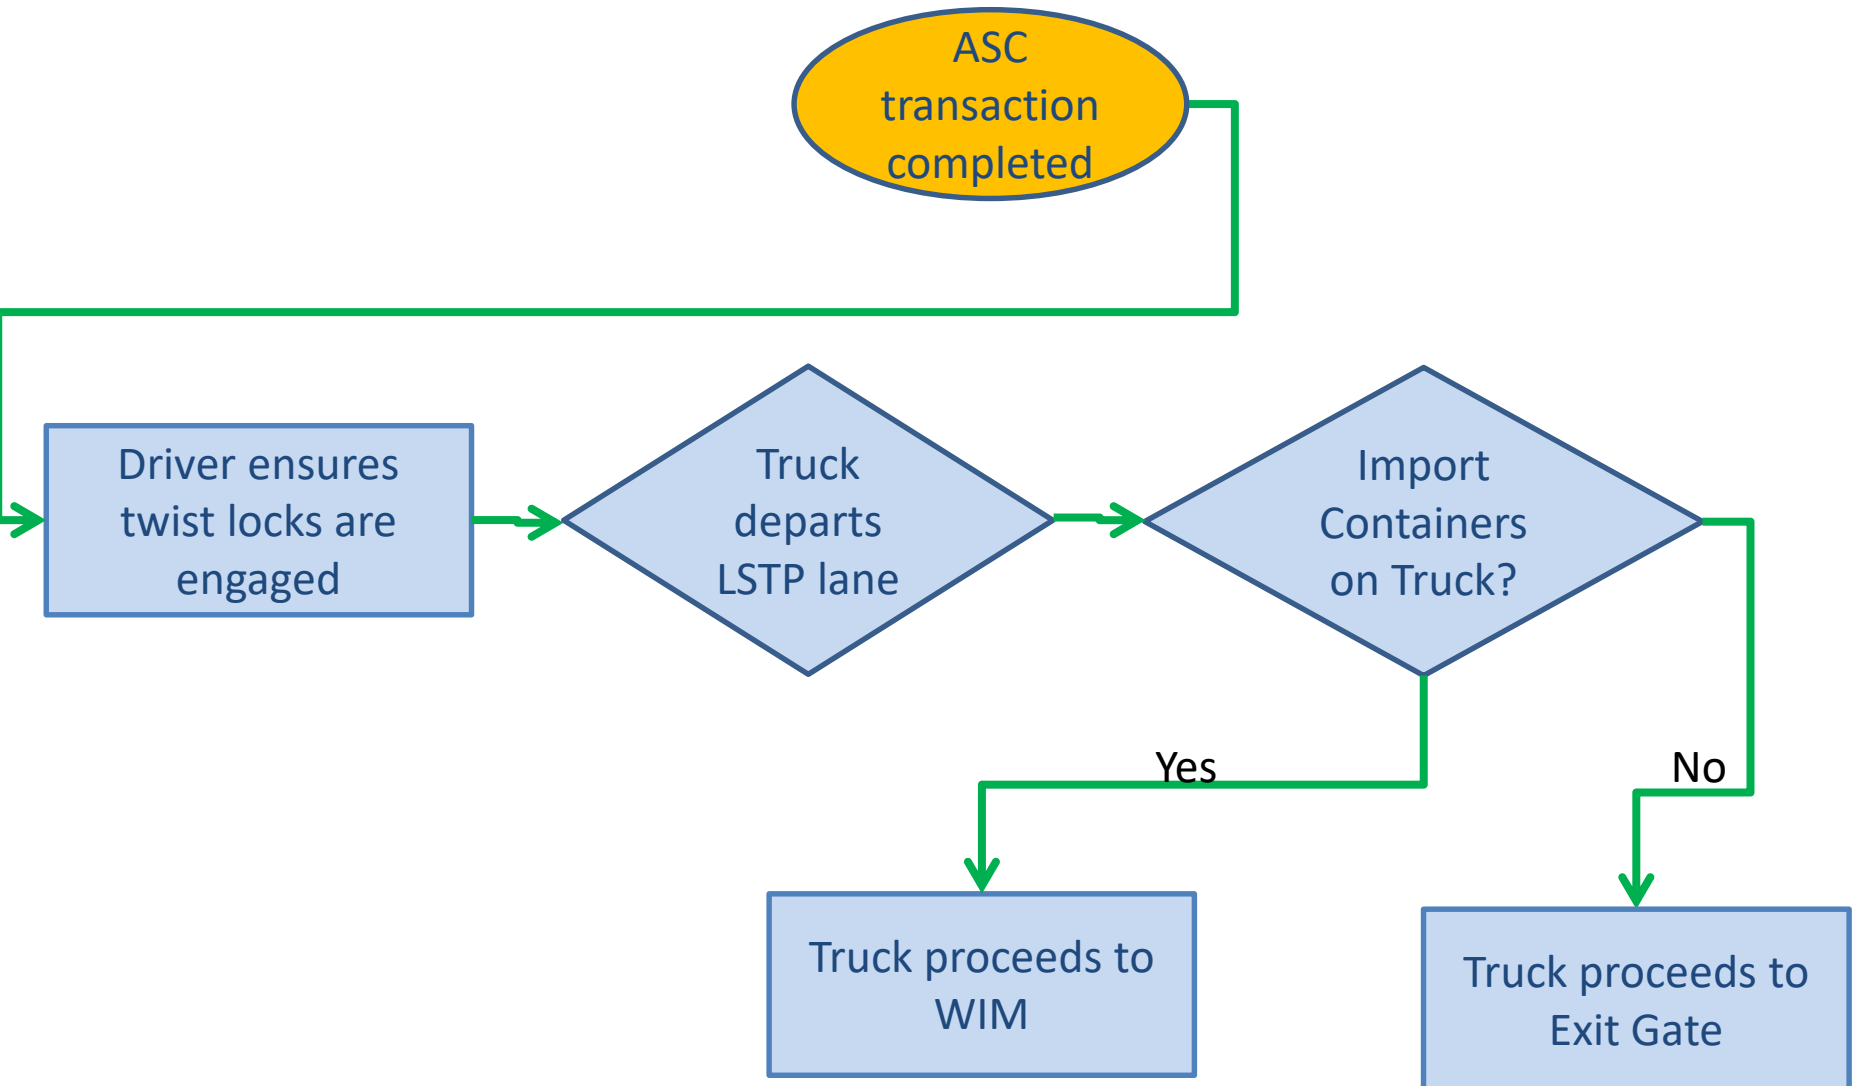 ASC
transaction
completed
Driver ensures
twist locks are
engaged
Truck
departs
LSTP lane
Import
Containers
on Truck?
Yes
No
Truck proceeds to
WIM
Truck proceeds to
Exit Gate